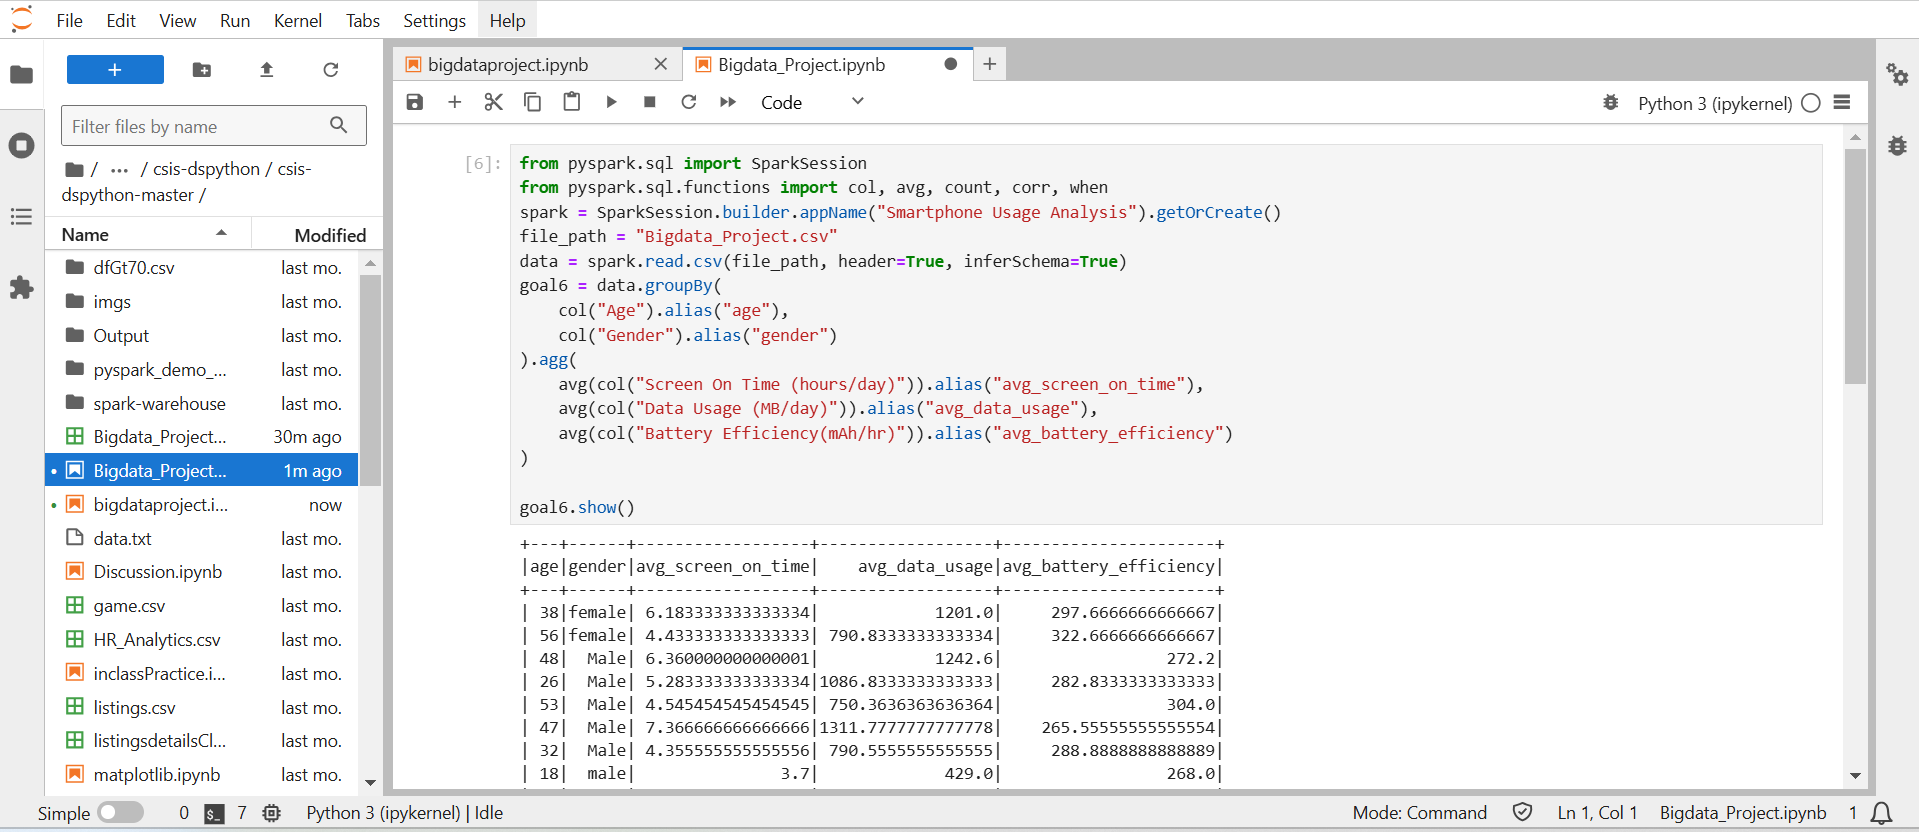 File Edit View Run Kernel Tabs Settings Help
+
Filter files by name
/ ... / csis-dspython / csis-
dspython-master /
Name Modified
dfGt70.csv last mo.
imgs last mo.
Output last mo.
pyspark_demo_... last mo.
spark-warehouse last mo.
Bigdata_Project... 30m ago
Bigdata_Project... 1m ago
bigdataproject.i... now
data.txt last mo.
Discussion.ipynb last mo.
game.csv last mo.
HR_Analytics.csv last mo.
inclassPractice.i... last mo.
listings.csv last mo.
listingsdetailsCl... last mo.
matplotlib.ipynb last mo.
bigdataproject.ipynb
Bigdata_Project.ipynb
Code
Python 3 (ipykernel)
[6]:
from pyspark.sql import SparkSession
from pyspark.sql.functions import col, avg, count, corr, when
spark = SparkSession.builder.appName("Smartphone Usage Analysis").getOrCreate()
file_path = "Bigdata_Project.csv"
data = spark.read.csv(file_path, header=True, inferSchema=True)
goal6 = data.groupBy(
    col("Age").alias("age"),
    col("Gender").alias("gender")
).agg(
    avg(col("Screen On Time (hours/day)")).alias("avg_screen_on_time"),
    avg(col("Data Usage (MB/day)")).alias("avg_data_usage"),
    avg(col("Battery Efficiency(mAh/hr)")).alias("avg_battery_efficiency")
)
goal6.show()
+---+------+------------------+------------------+----------------------+
|age|gender|avg_screen_on_time|    avg_data_usage|avg_battery_efficiency|
+---+------+------------------+------------------+----------------------+
| 38|female| 6.183333333333334|            1201.0|     297.6666666666667|
| 56|female| 4.433333333333333| 790.8333333333334|     322.6666666666667|
| 48|  Male| 6.360000000000001|            1242.6|                 272.2|
| 26|  Male| 5.283333333333334|1086.8333333333333|     282.8333333333333|
| 53|  Male| 4.545454545454545| 750.3636363636364|                 304.0|
| 47|  Male| 7.366666666666666|1311.7777777777778|    265.55555555555554|
| 32|  Male| 4.355555555555556| 790.5555555555555|     288.8888888888889|
| 18|  male|               3.7|             429.0|                 268.0|
Simple 0 $_ 7 Python 3 (ipykernel) | Idle Mode: Command Ln 1, Col 1 Bigdata_Project.ipynb 1